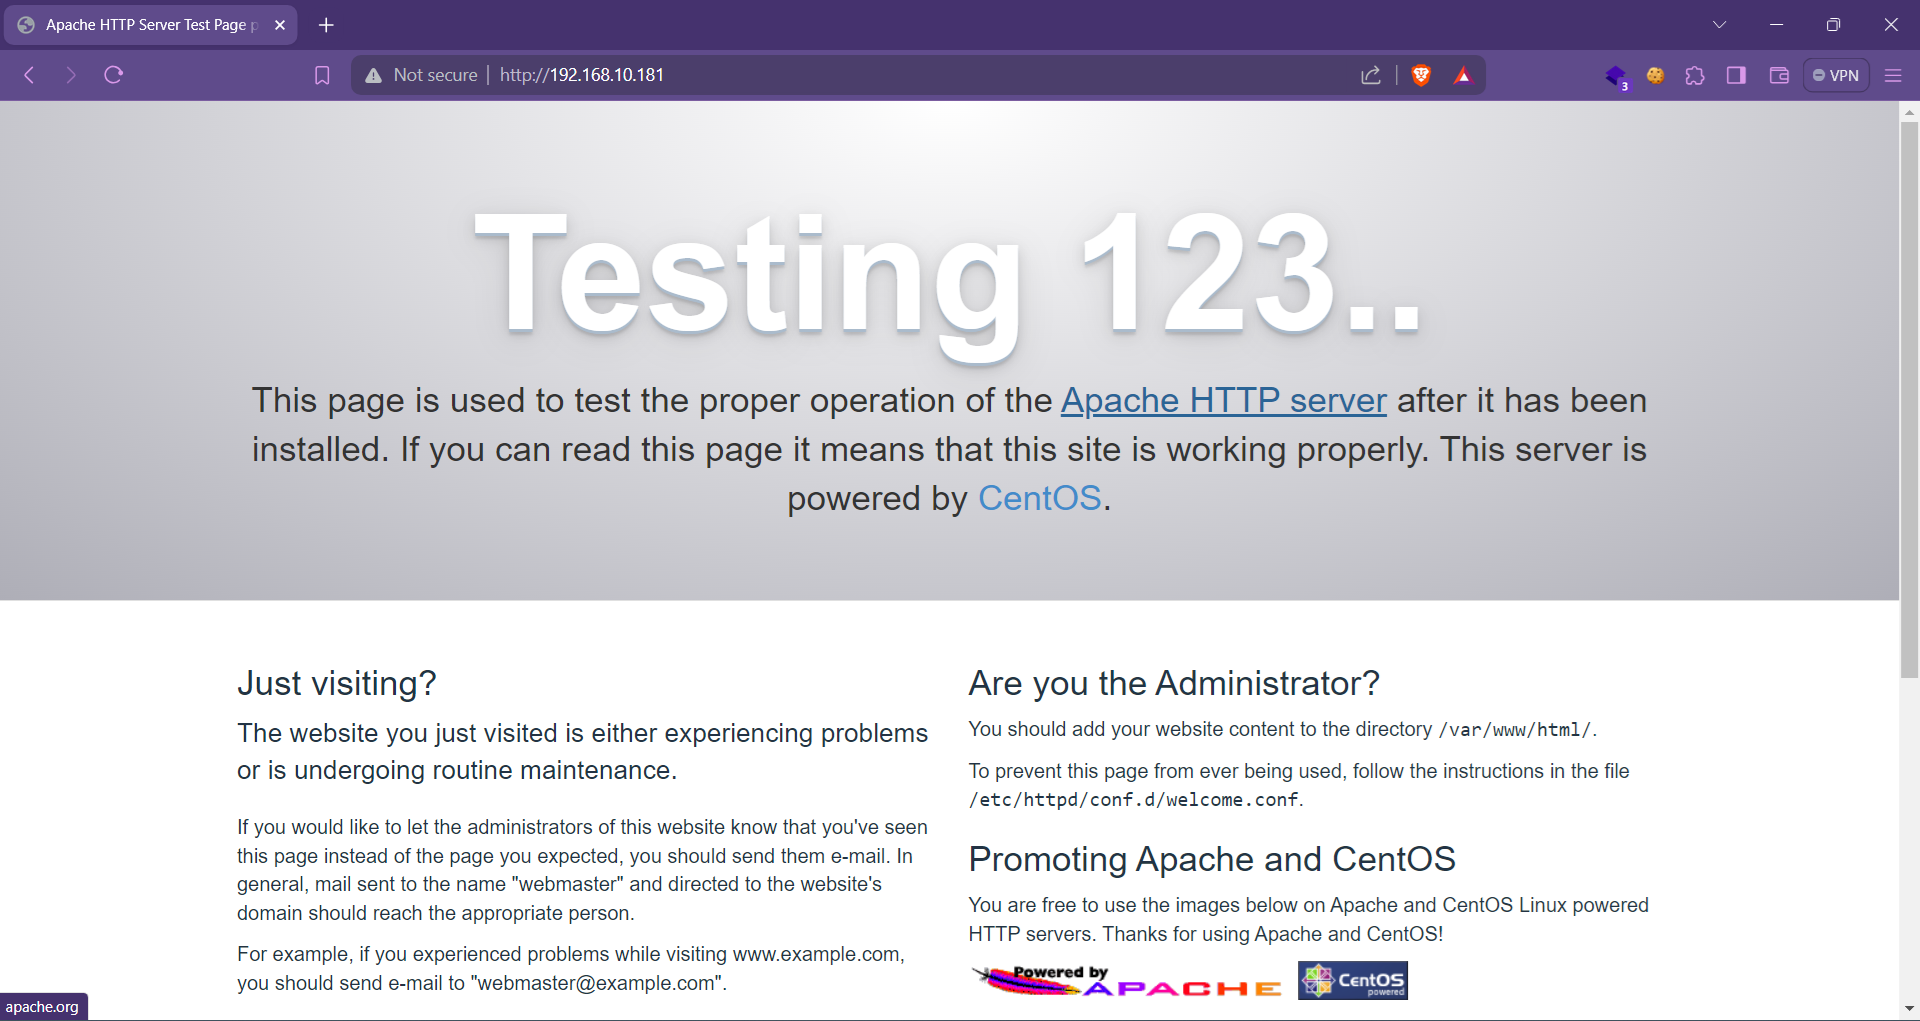 Apache HTTP Server Test Page p
Not secure
http://192.168.10.181
3
VPN
Testing 123..
This page is used to test the proper operation of the Apache HTTP server after it has been
installed. If you can read this page it means that this site is working properly. This server is
powered by CentOS.
Just visiting?
The website you just visited is either experiencing problems
or is undergoing routine maintenance.
If you would like to let the administrators of this website know that you've seen
this page instead of the page you expected, you should send them e-mail. In
general, mail sent to the name "webmaster" and directed to the website's
domain should reach the appropriate person.
For example, if you experienced problems while visiting www.example.com,
you should send e-mail to "webmaster@example.com".
Are you the Administrator?
You should add your website content to the directory /var/www/html/.
To prevent this page from ever being used, follow the instructions in the file
/etc/httpd/conf.d/welcome.conf.
Promoting Apache and CentOS
You are free to use the images below on Apache and CentOS Linux powered
HTTP servers. Thanks for using Apache and CentOS!
Powered by
APACHE
CentOS
powered
apache.org